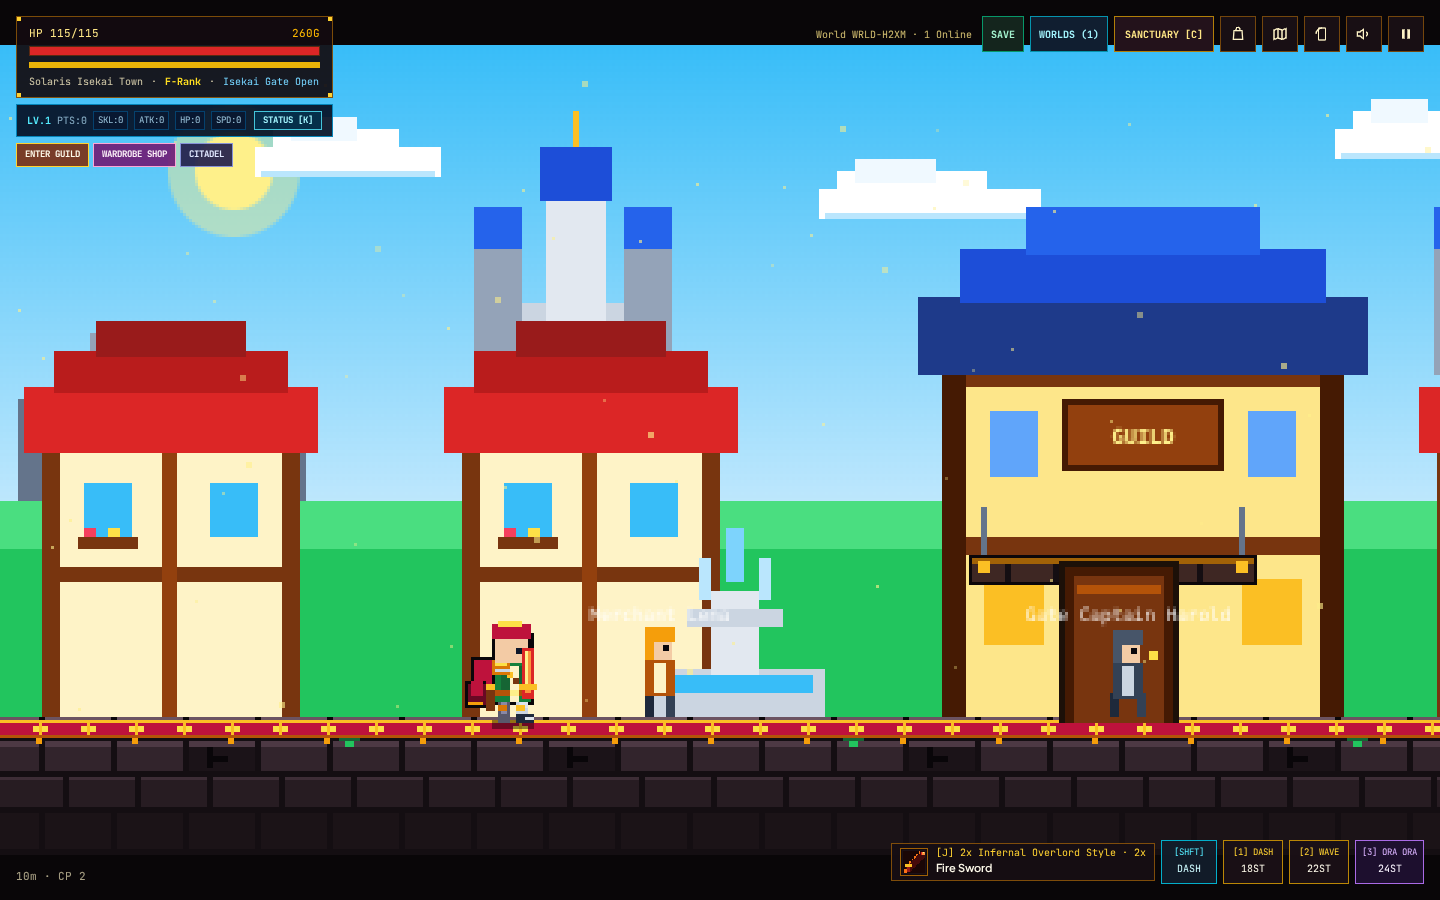 HP 115/115 260G
Solaris Isekai Town · F-Rank · Isekai Gate Open
LV.1 PTS:0 SKL:0 ATK:0 HP:0 SPD:0 STATUS [K]
ENTER GUILD WARDROBE SHOP CITADEL
World WRLD-H2XM · 1 Online SAVE WORLDS (1) SANCTUARY [C]
GUILD
Merchant
Gate Captain Harold
[J] 2x Infernal Overlord Style · 2x
Fire Sword
[SHFT]
DASH
[1] DASH
18ST
[2] WAVE
22ST
[3] ORA ORA
24ST
10m · CP 2